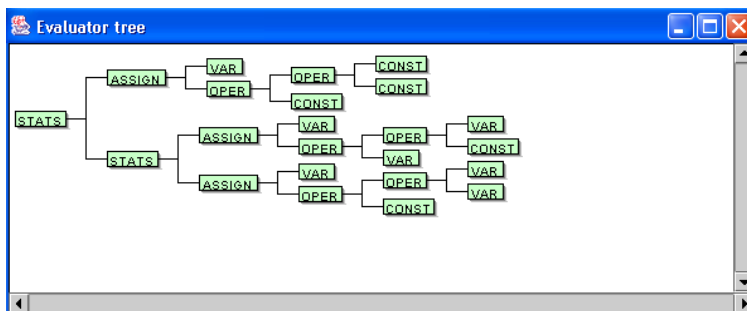 Evaluator tree
VAR CONST
ASSIGN OPER
OPER CONST
CONST
STATS VAR VAR
ASSIGN OPER
OPER CONST
STATS VAR
VAR VAR
ASSIGN OPER
OPER VAR
CONST